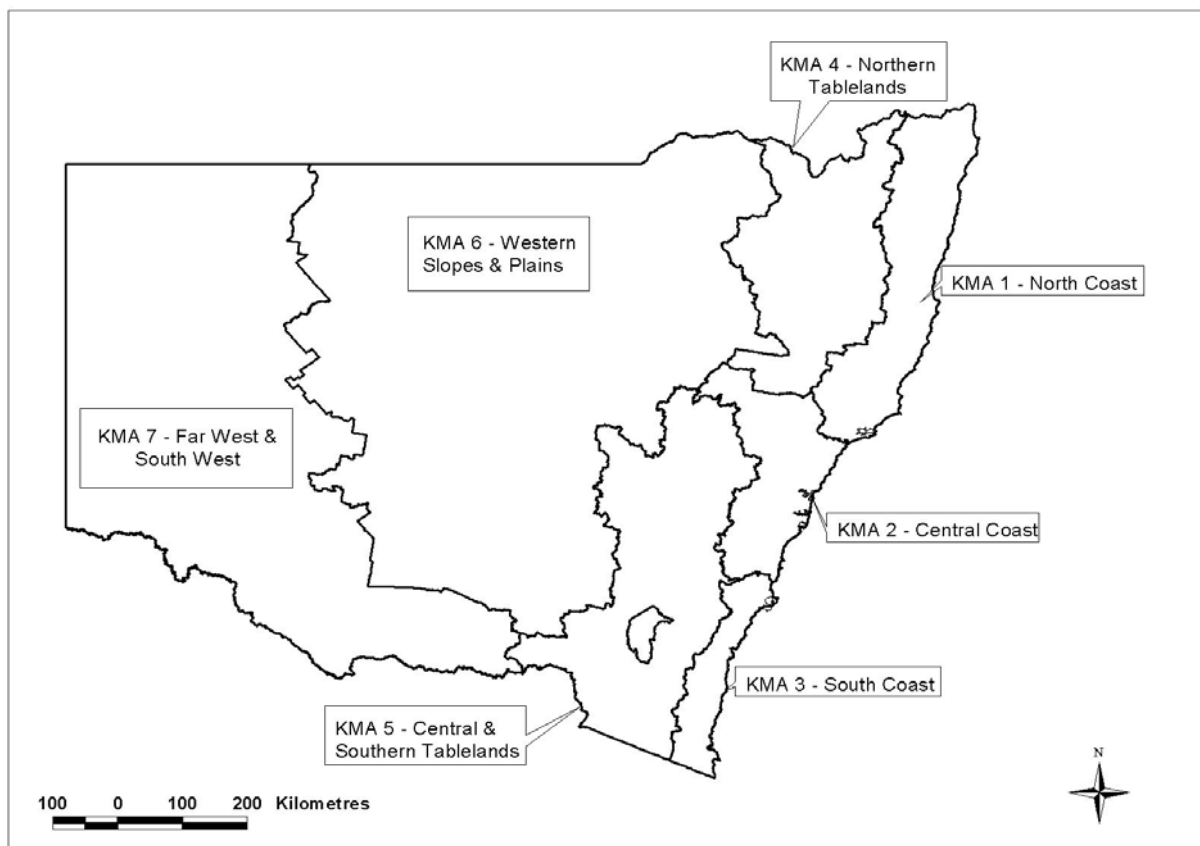 KMA 4 - Northern
Tablelands
KMA 6 - Western
Slopes & Plains
KMA 1 - North Coast
KMA 7 - Far West &
South West
KMA 2 - Central Coast
KMA 3 - South Coast
KMA 5 - Central &
Southern Tablelands
N
100 0 100 200 Kilometres